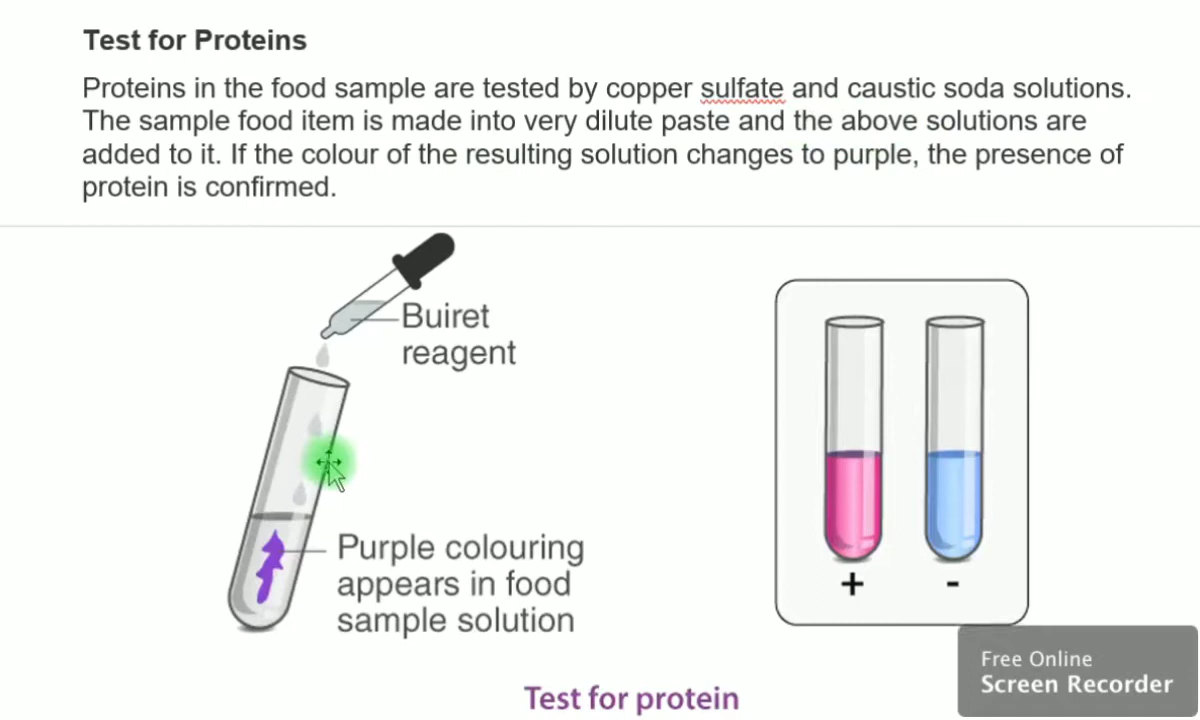 Test for Proteins
Proteins in the food sample are tested by copper sulfate and caustic soda solutions.
The sample food item is made into very dilute paste and the above solutions are
added to it. If the colour of the resulting solution changes to purple, the presence of
protein is confirmed.
Buiret
reagent
Purple colouring
appears in food
sample solution
+ -
Test for protein
Free Online
Screen Recorder